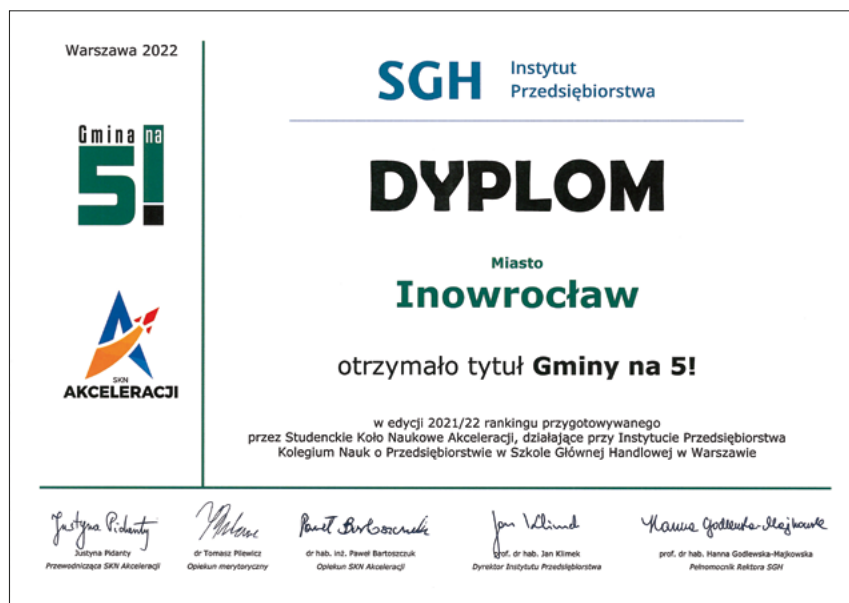 Warszawa 2022
Gmina na
5!
SKN
AKCELERACJI
SGH Instytut
Przedsiębiorstwa
DYPLOM
Miasto
Inowrocław
otrzymało tytuł Gminy na 5!
w edycji 2021/22 rankingu przygotowywanego
przez Studenckie Koło Naukowe Akceleracji, działające przy Instytucie Przedsiębiorstwa
Kolegium Nauk o Przedsiębiorstwie w Szkole Głównej Handlowej w Warszawie
Justyna Pidanty
Justyna Pidanty
Przewodnicząca SKN Akceleracji
dr Tomasz Pilewicz
Opiekun merytoryczny
Paweł Bartoszczuk
dr hab. inż. Paweł Bartoszczuk
Opiekun SKN Akceleracji
Jan Klimek
prof. dr hab. Jan Klimek
Dyrektor Instytutu Przedsiębiorstwa
Hanna Godlewska-Majkowska
prof. dr hab. Hanna Godlewska-Majkowska
Pełnomocnik Rektora SGH